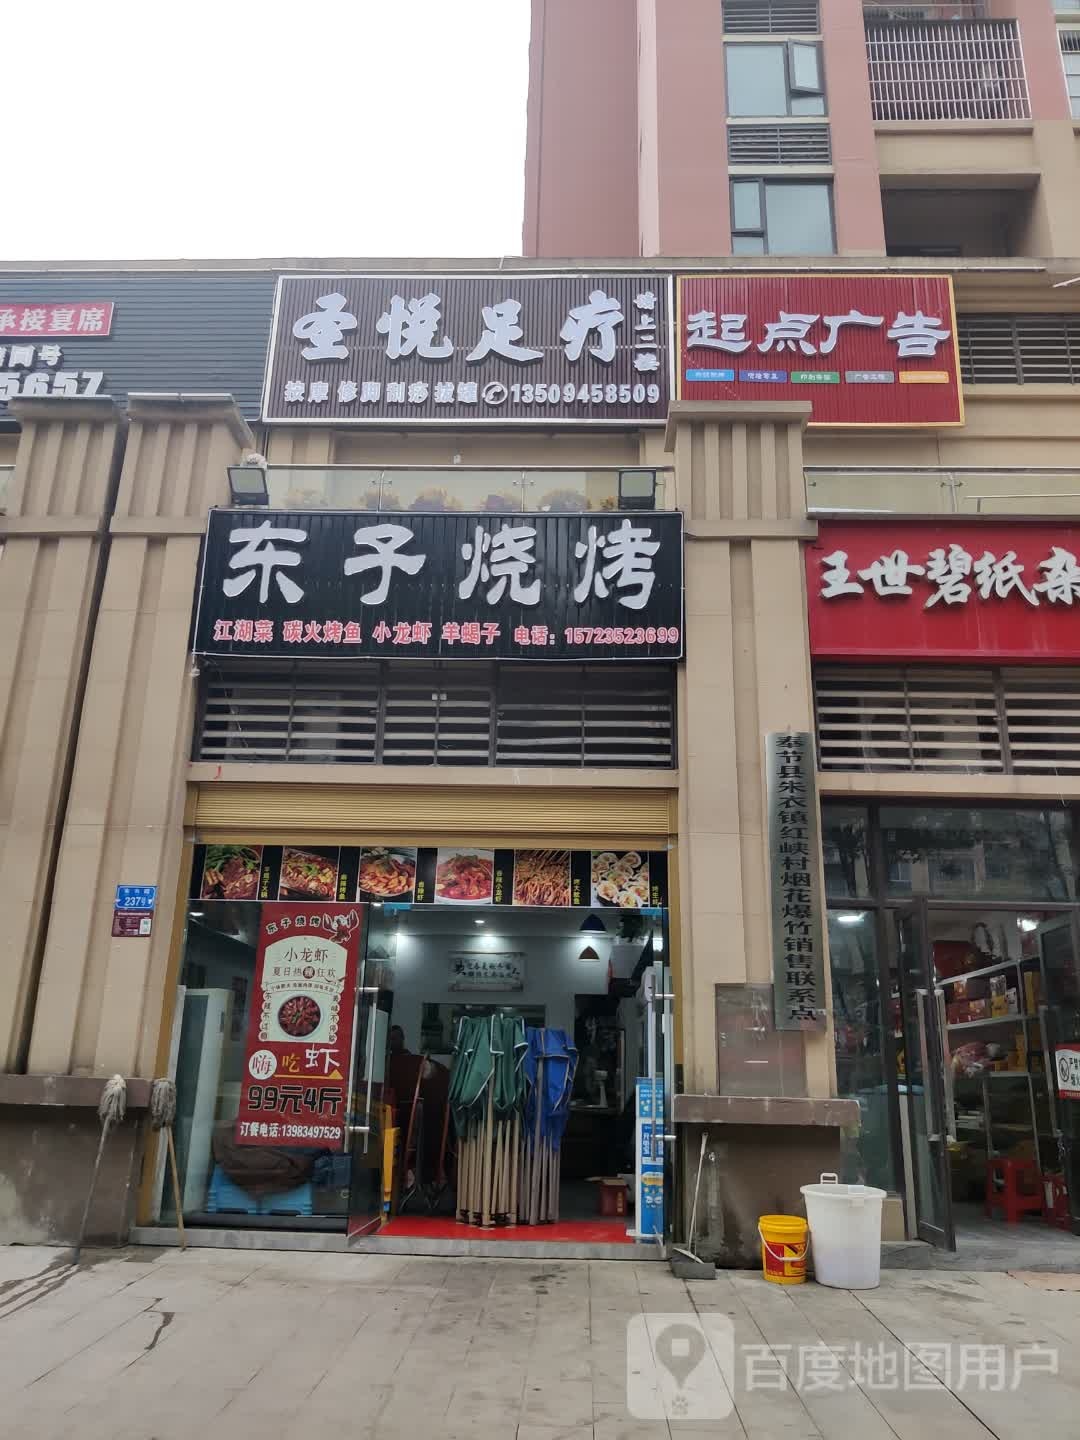 承接宴席
同号
5657
圣悦足疗
请上二楼
按摩 修脚 刮痧 拔罐 13509458509
起点广告
东子烧烤
江湖菜 碳火烤鱼 小龙虾 羊蝎子 电话：15723523699
王世碧纸杂
奉节县朱衣镇红峡村烟花爆竹销售联系点
237号
东子烧烤
小龙虾
夏日热辣狂欢
嗨吃虾
99元4斤
订餐电话:13983497529
百度地图用户